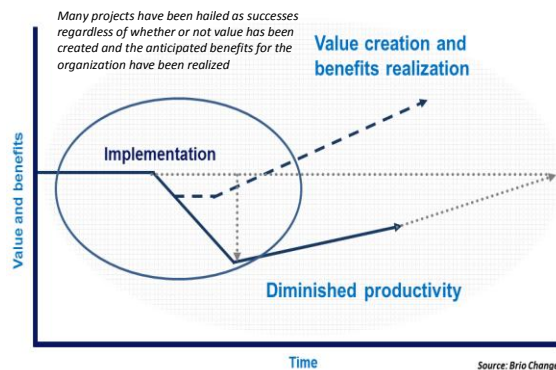 Many projects have been hailed as successes
regardless of whether or not value has been
created and the anticipated benefits for the
organization have been realized
Value creation and
benefits realization
Implementation
Value and benefits
Diminished productivity
Time
Source: Brio Change